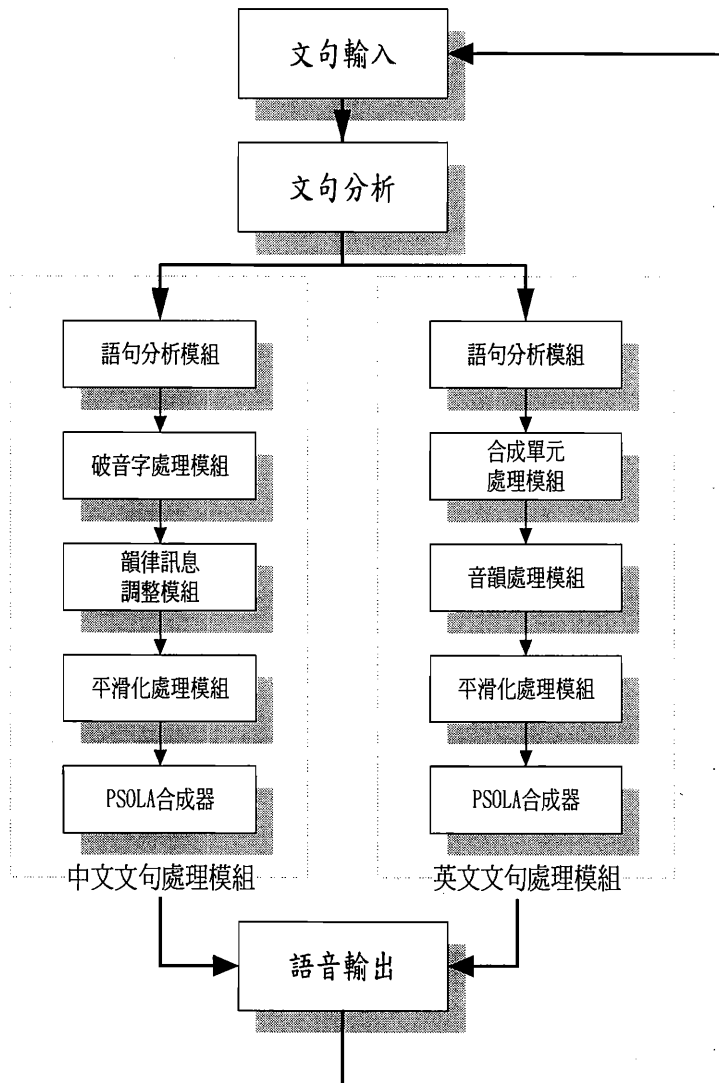 文句輸入
文句分析
語句分析模組
破音字處理模組
韻律訊息
調整模組
平滑化處理模組
PSOLA合成器
中文文句處理模組
語句分析模組
合成單元
處理模組
音韻處理模組
平滑化處理模組
PSOLA合成器
英文文句處理模組
語音輸出